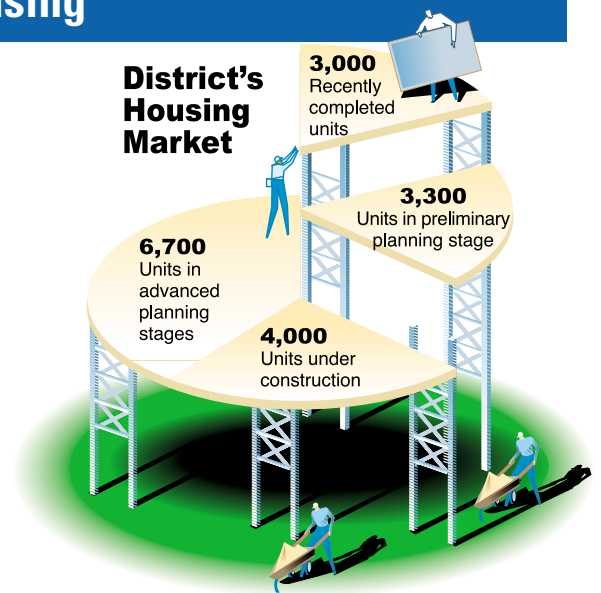 District's
Housing
Market
3,000
Recently
completed
units
3,300
Units in preliminary
planning stage
6,700
Units in
advanced
planning
stages
4,000
Units under
construction